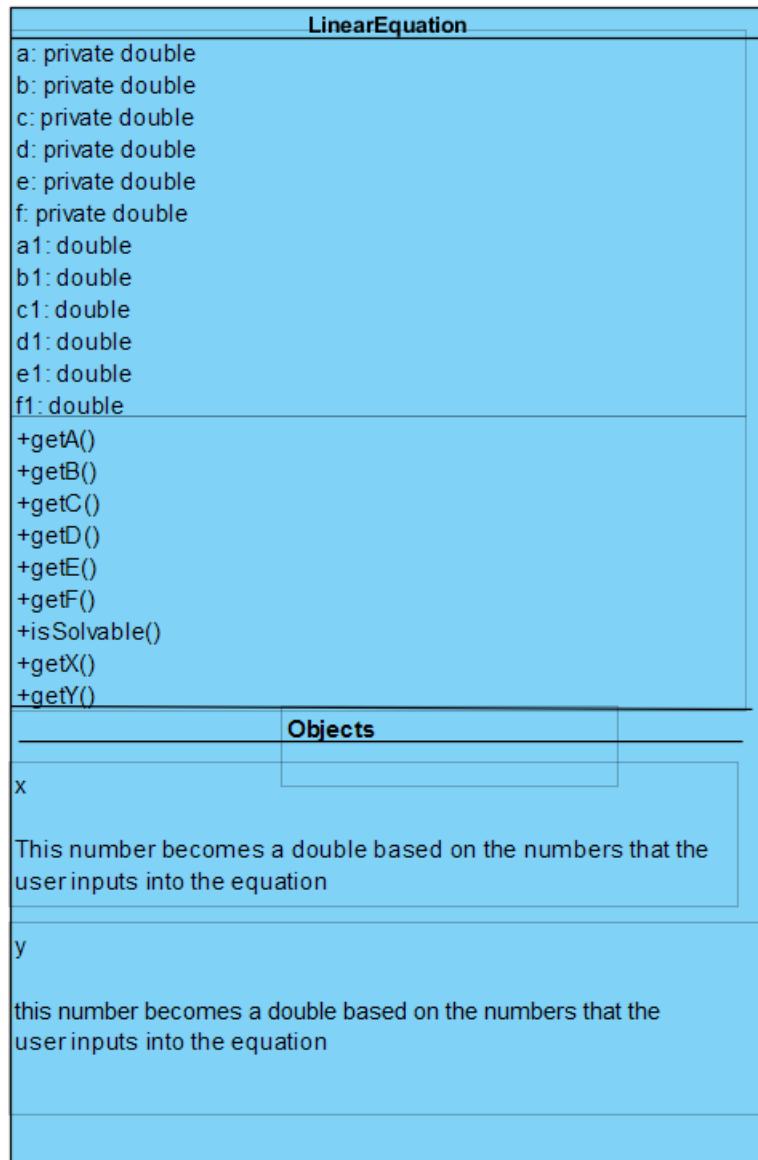 LinearEquation
a: private double
b: private double
c: private double
d: private double
e: private double
f: private double
a1: double
b1: double
c1: double
d1: double
e1: double
f1: double
+getA()
+getB()
+getC()
+getD()
+getE()
+getF()
+isSolvable()
+getX()
+getY()
Objects
x
This number becomes a double based on the numbers that the
user inputs into the equation
y
this number becomes a double based on the numbers that the
user inputs into the equation